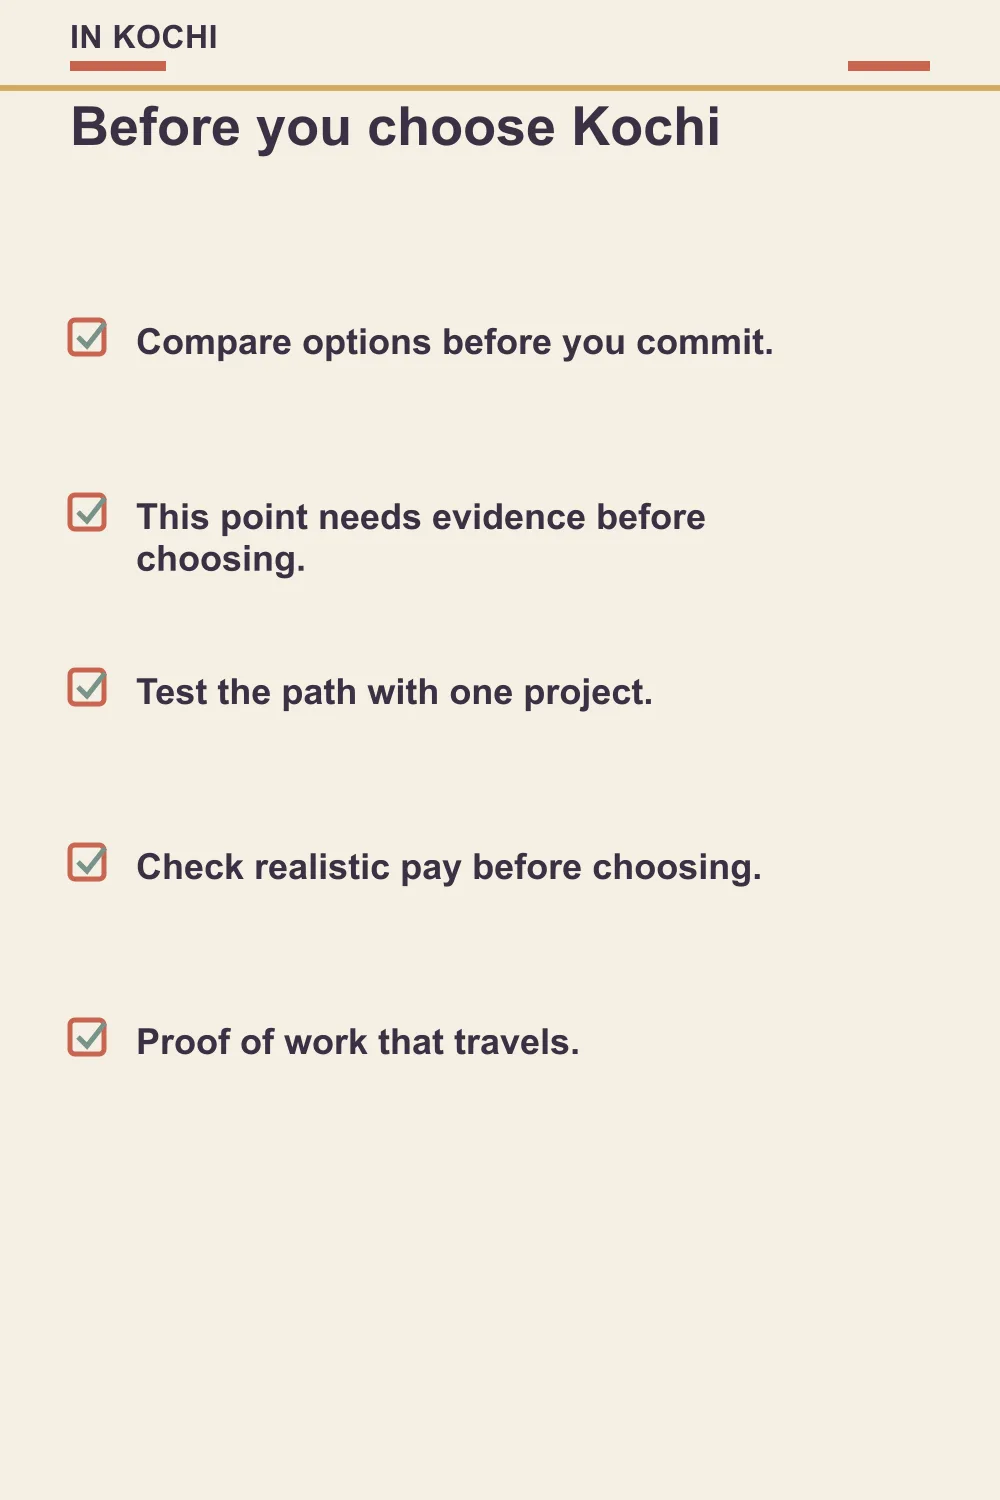 IN KOCHI
Before you choose Kochi
Compare options before you commit.
This point needs evidence before
choosing.
Test the path with one project.
Check realistic pay before choosing.
Proof of work that travels.